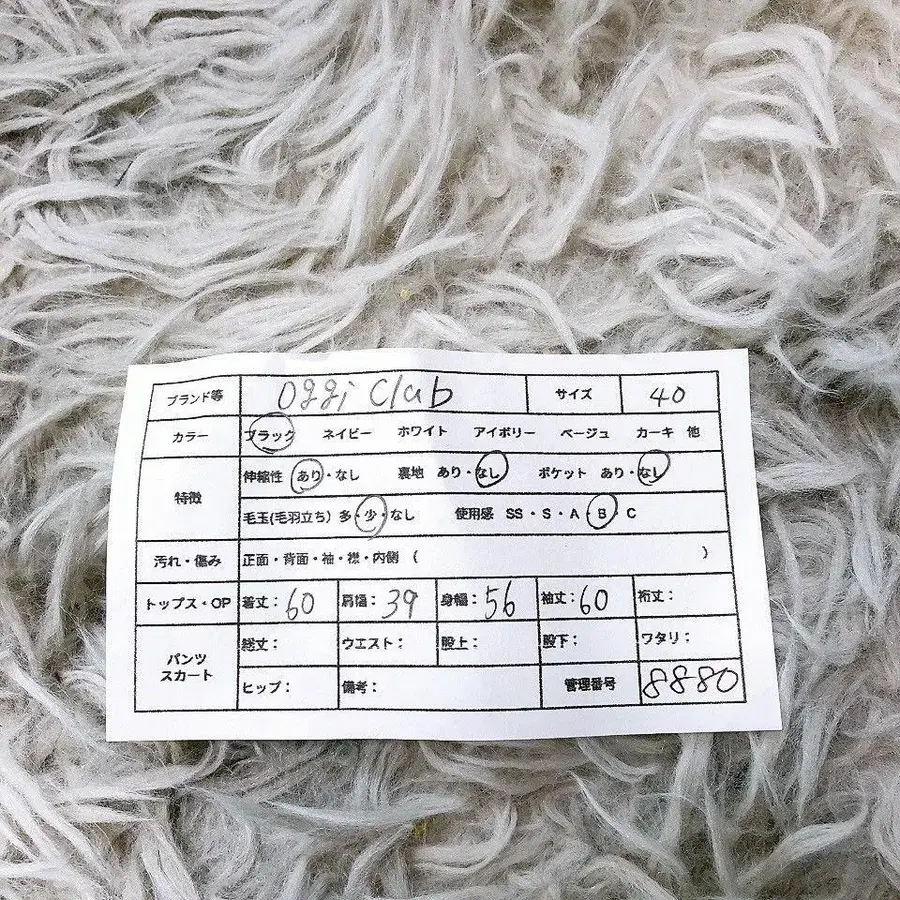 ブランド等 Oggi Club サイズ 40
カラー ブラック ネイビー ホワイト アイボリー ベージュ カーキ 他
特徴 伸縮性 あり・なし 裏地 あり・なし ポケット あり・なし
毛玉(毛羽立ち) 多・少・なし 使用感 SS・S・A・B・C
汚れ・傷み 正面・背面・袖・襟・内側 ( )
トップス・OP 着丈: 60 肩幅: 39 身幅: 56 袖丈: 60 裄丈:
パンツ スカート 総丈: ウエスト: 股上: 股下: ワタリ:
ヒップ: 備考: 管理番号 8880